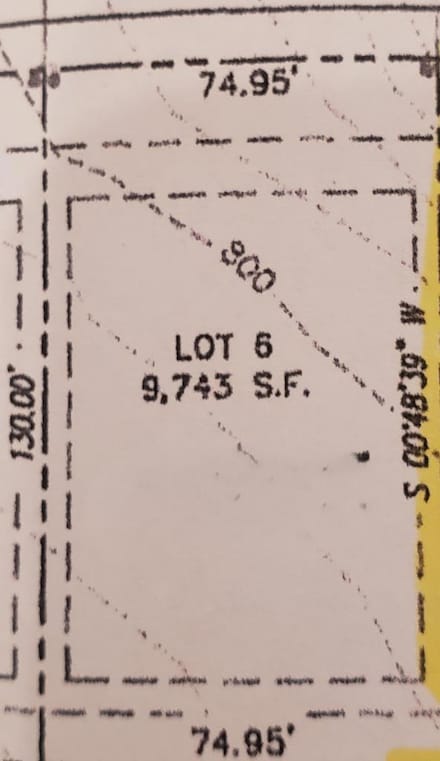 74.95'
900
LOT 6
9,743 S.F.
130.00'
S 00°48'39" W
74.95'